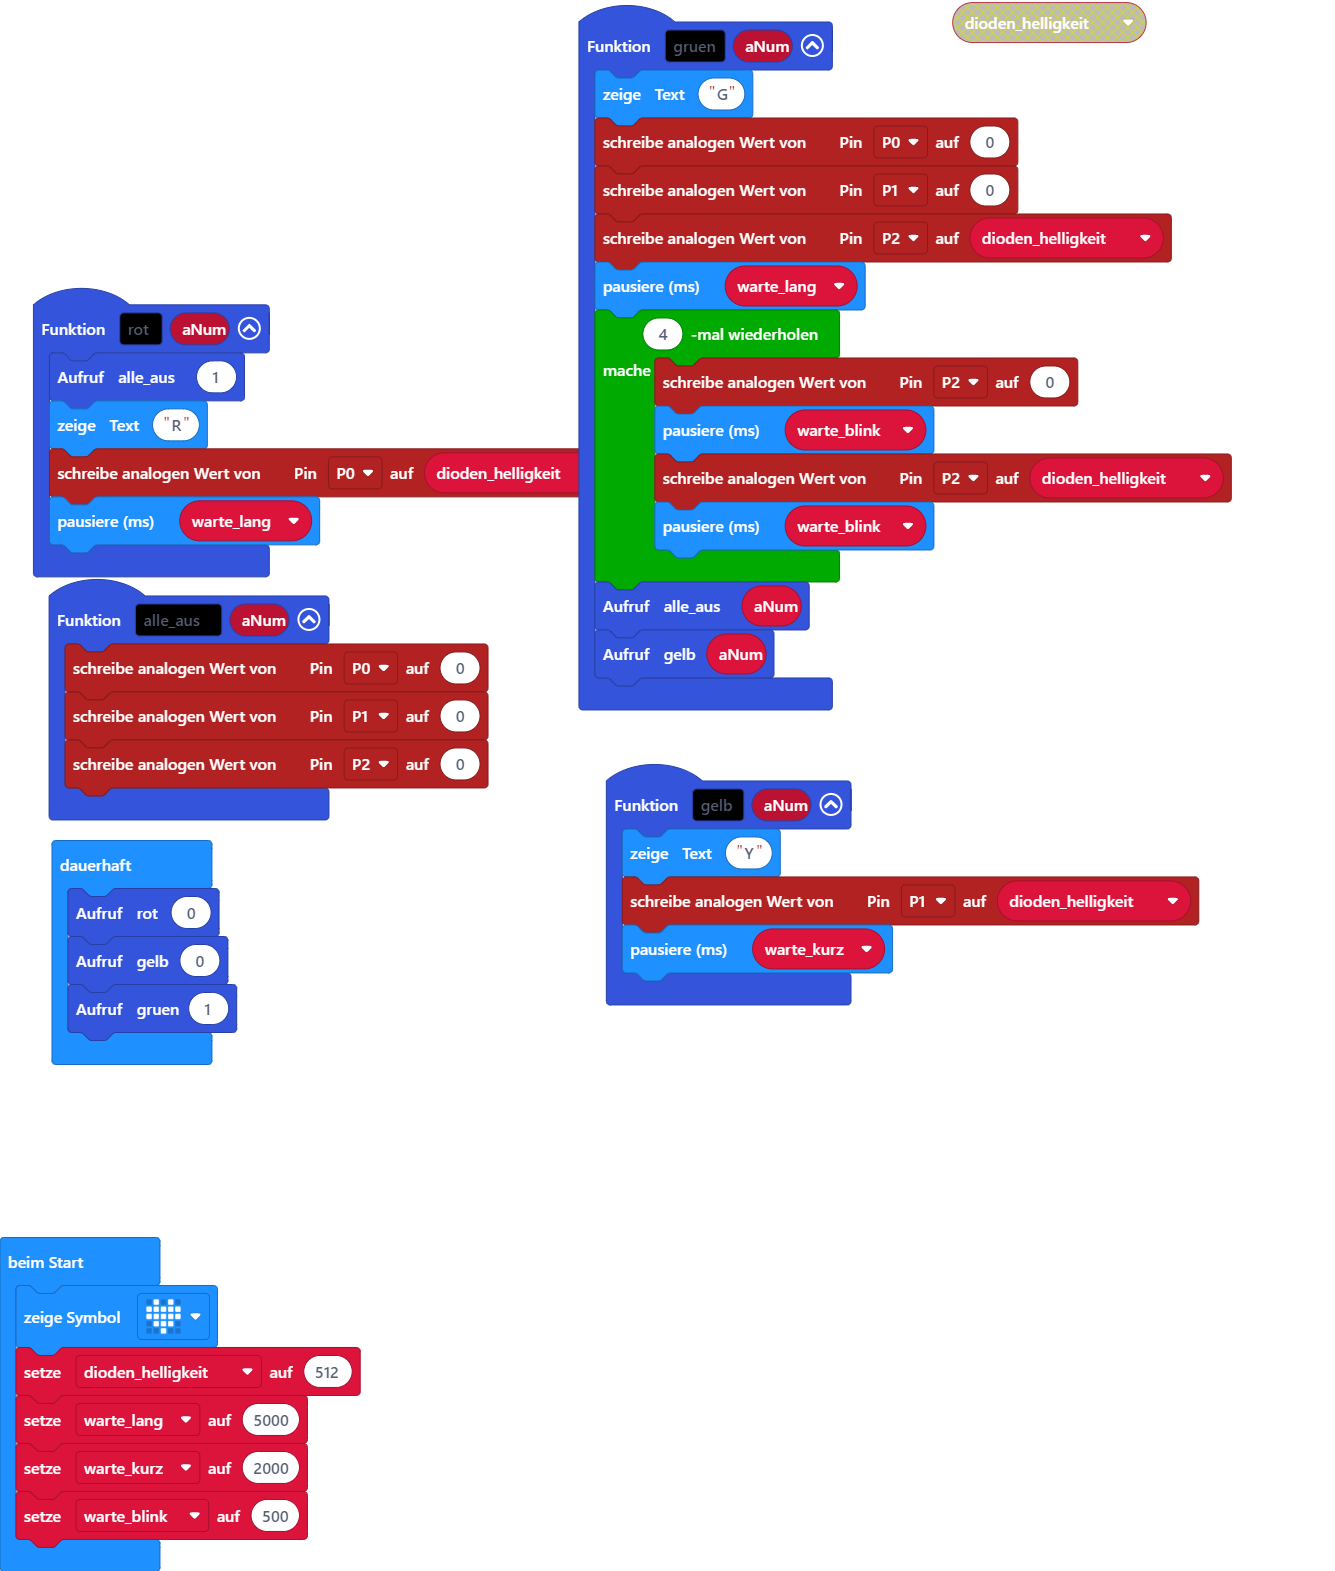 dioden_helligkeit
Funktion gruen aNum
zeige Text "G"
schreibe analogen Wert von Pin P0 auf 0
schreibe analogen Wert von Pin P1 auf 0
schreibe analogen Wert von Pin P2 auf dioden_helligkeit
pausiere (ms) warte_lang
4 -mal wiederholen
mache
schreibe analogen Wert von Pin P2 auf 0
pausiere (ms) warte_blink
schreibe analogen Wert von Pin P2 auf dioden_helligkeit
pausiere (ms) warte_blink
Aufruf alle_aus aNum
Aufruf gelb aNum
Funktion rot aNum
Aufruf alle_aus 1
zeige Text "R"
schreibe analogen Wert von Pin P0 auf dioden_helligkeit
pausiere (ms) warte_lang
Funktion alle_aus aNum
schreibe analogen Wert von Pin P0 auf 0
schreibe analogen Wert von Pin P1 auf 0
schreibe analogen Wert von Pin P2 auf 0
Funktion gelb aNum
zeige Text "Y"
schreibe analogen Wert von Pin P1 auf dioden_helligkeit
pausiere (ms) warte_kurz
dauerhaft
Aufruf rot 0
Aufruf gelb 0
Aufruf gruen 1
beim Start
zeige Symbol
setze dioden_helligkeit auf 512
setze warte_lang auf 5000
setze warte_kurz auf 2000
setze warte_blink auf 500